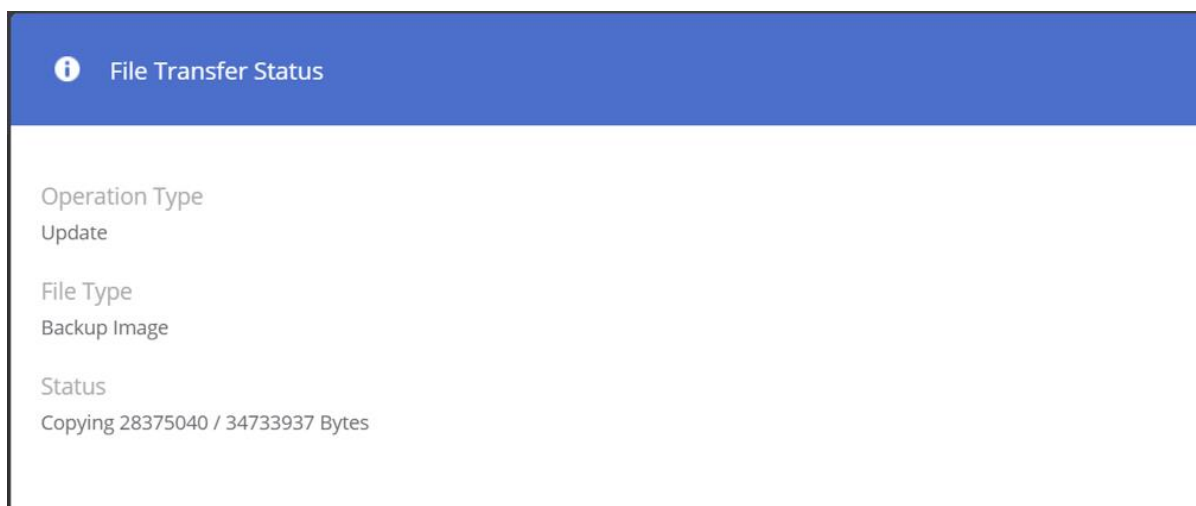 File Transfer Status
Operation Type
Update
File Type
Backup Image
Status
Copying 28375040 / 34733937 Bytes